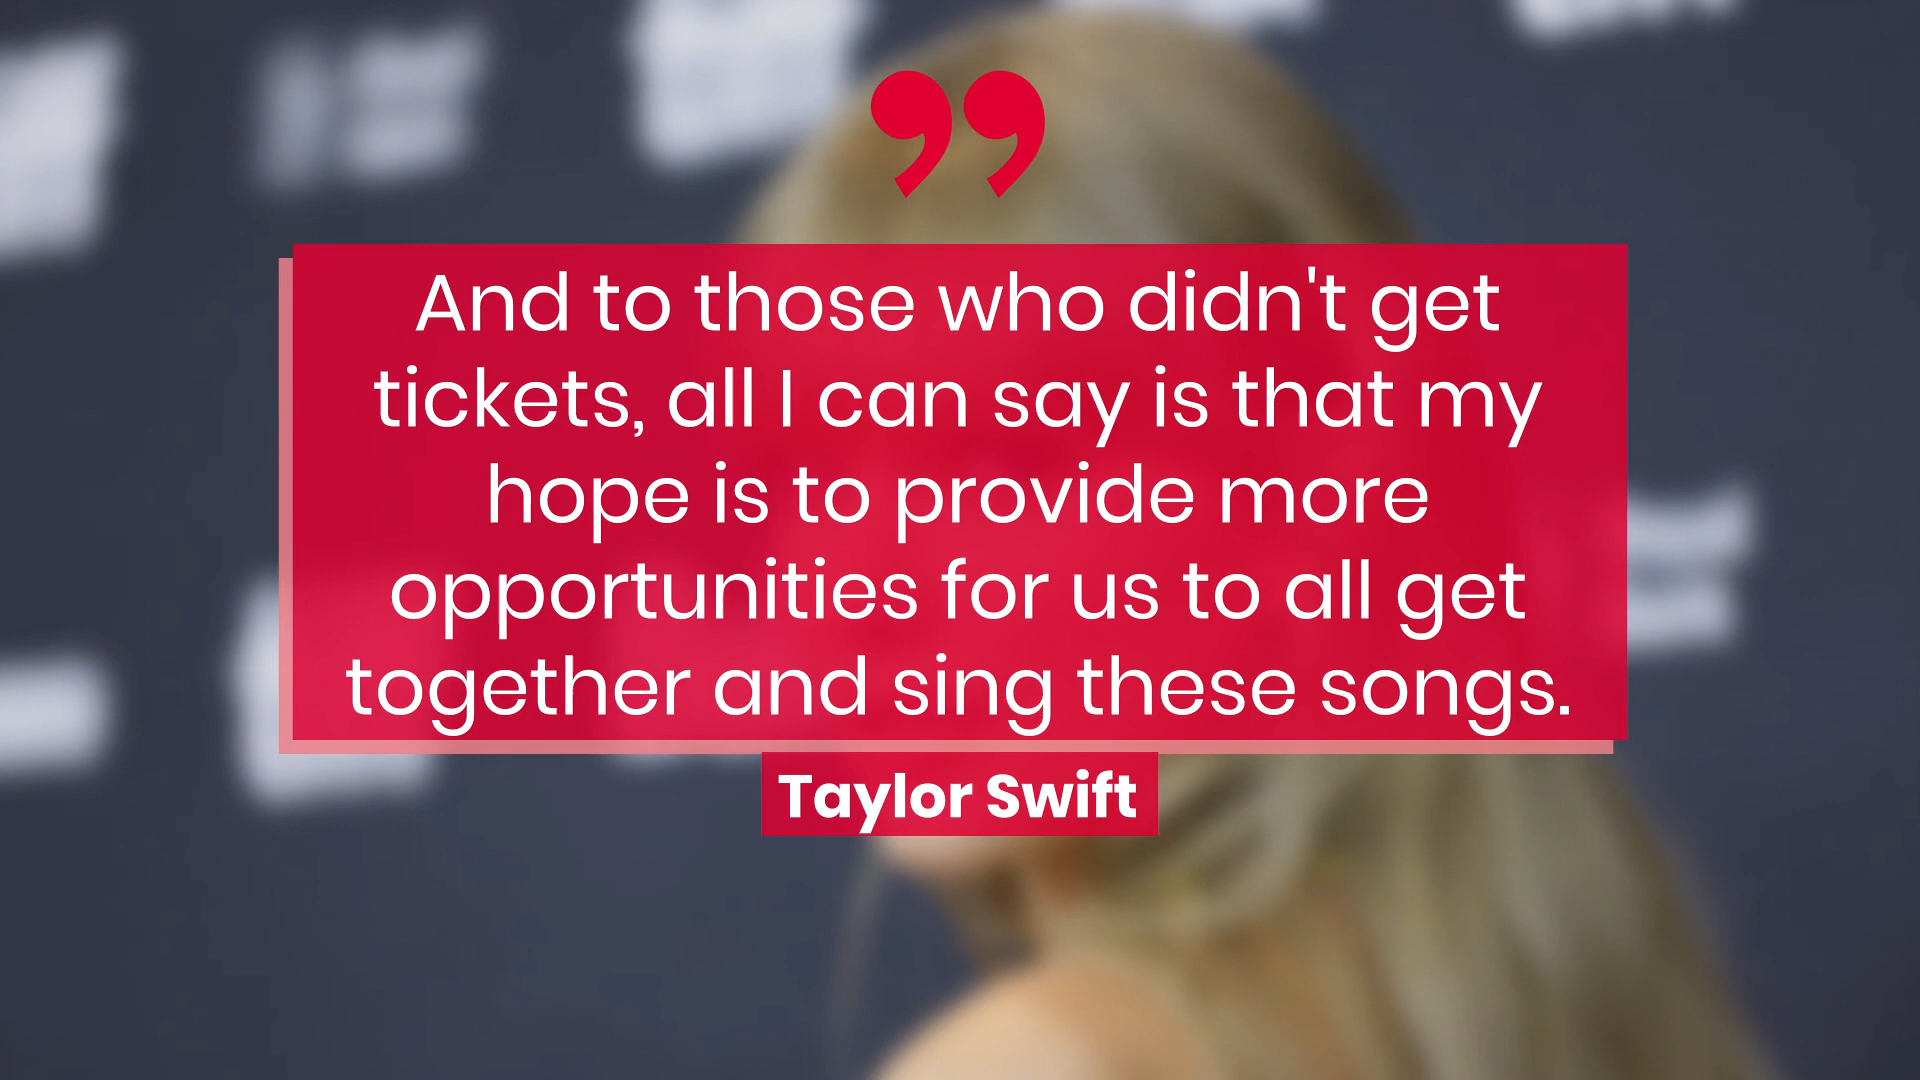 ”
And to those who didn't get
tickets, all I can say is that my
hope is to provide more
opportunities for us to all get
together and sing these songs.
Taylor Swift